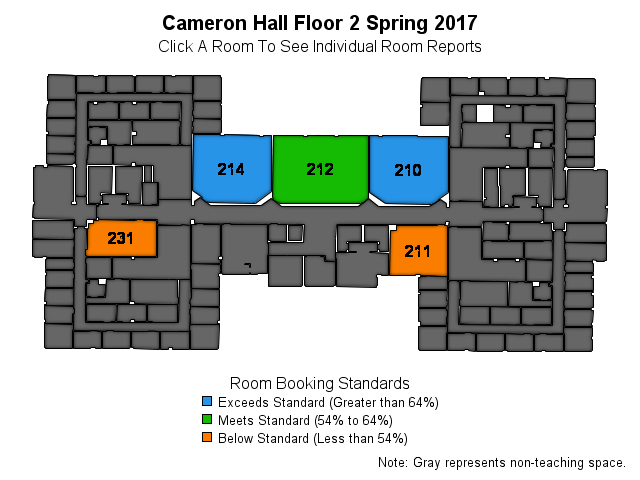 Cameron Hall Floor 2 Spring 2017
Click A Room To See Individual Room Reports
214
212
210
231
211
Room Booking Standards
Exceeds Standard (Greater than 64%)
Meets Standard (54% to 64%)
Below Standard (Less than 54%)
Note: Gray represents non-teaching space.